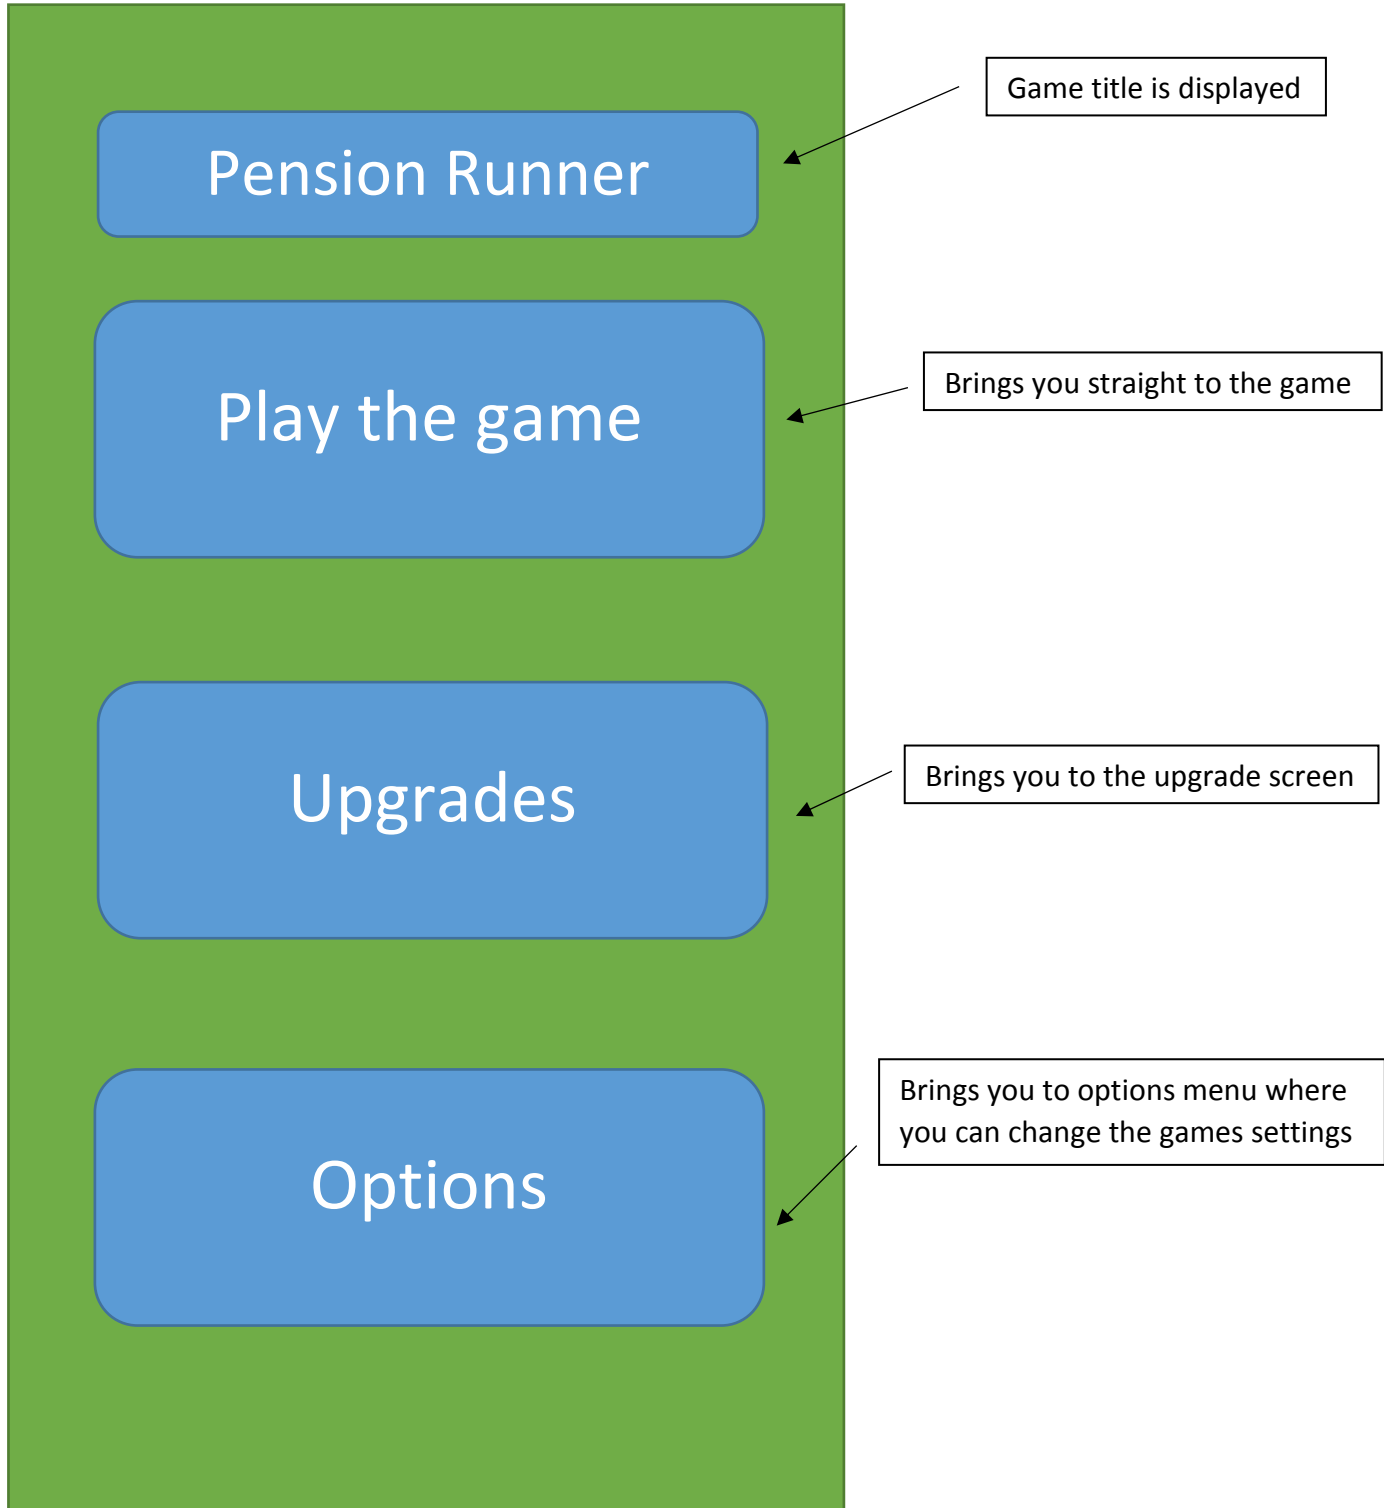 Pension Runner
Game title is displayed
Play the game
Brings you straight to the game
Upgrades
Brings you to the upgrade screen
Options
Brings you to options menu where
you can change the games settings